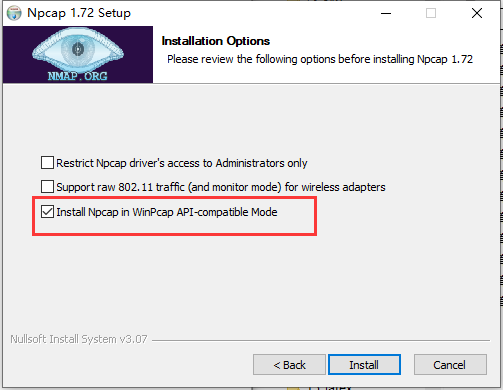 Npcap 1.72 Setup
Installation Options
Please review the following options before installing Npcap 1.72
NMAP.ORG
Restrict Npcap driver's access to Administrators only
Support raw 802.11 traffic (and monitor mode) for wireless adapters
Install Npcap in WinPcap API-compatible Mode
Nullsoft Install System v3.07
< Back
Install
Cancel